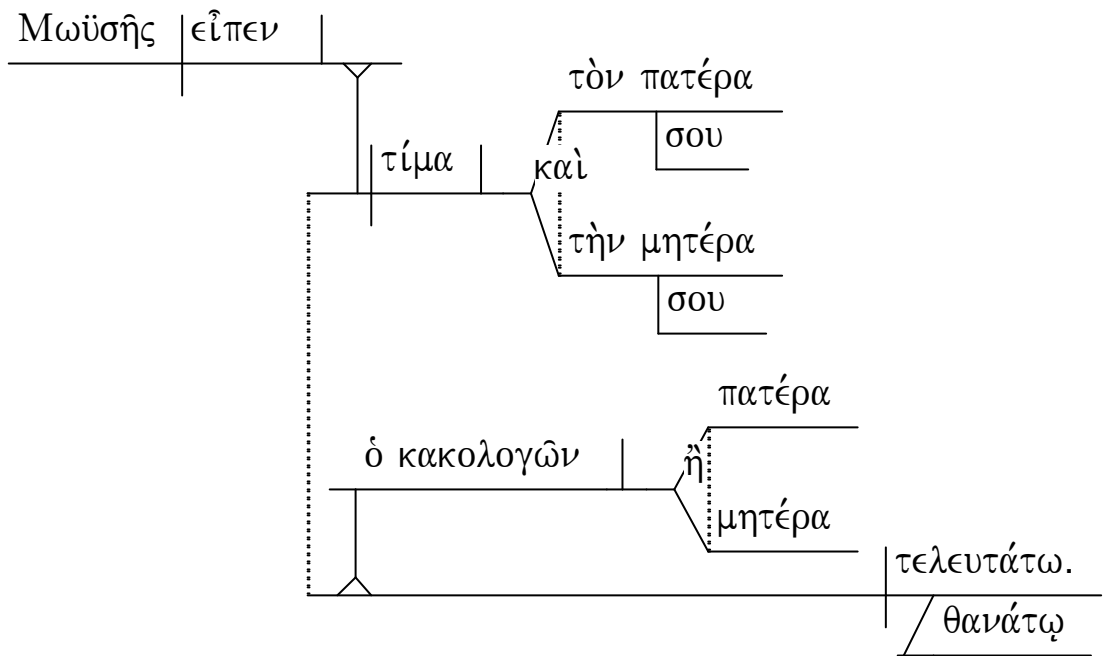 Μωϋσῆς εἶπεν
τὸν πατέρα
σου
τίμα καὶ
τὴν μητέρα
σου
πατέρα
ὁ κακολογῶν ἢ
μητέρα
τελευτάτω.
θανάτῳ